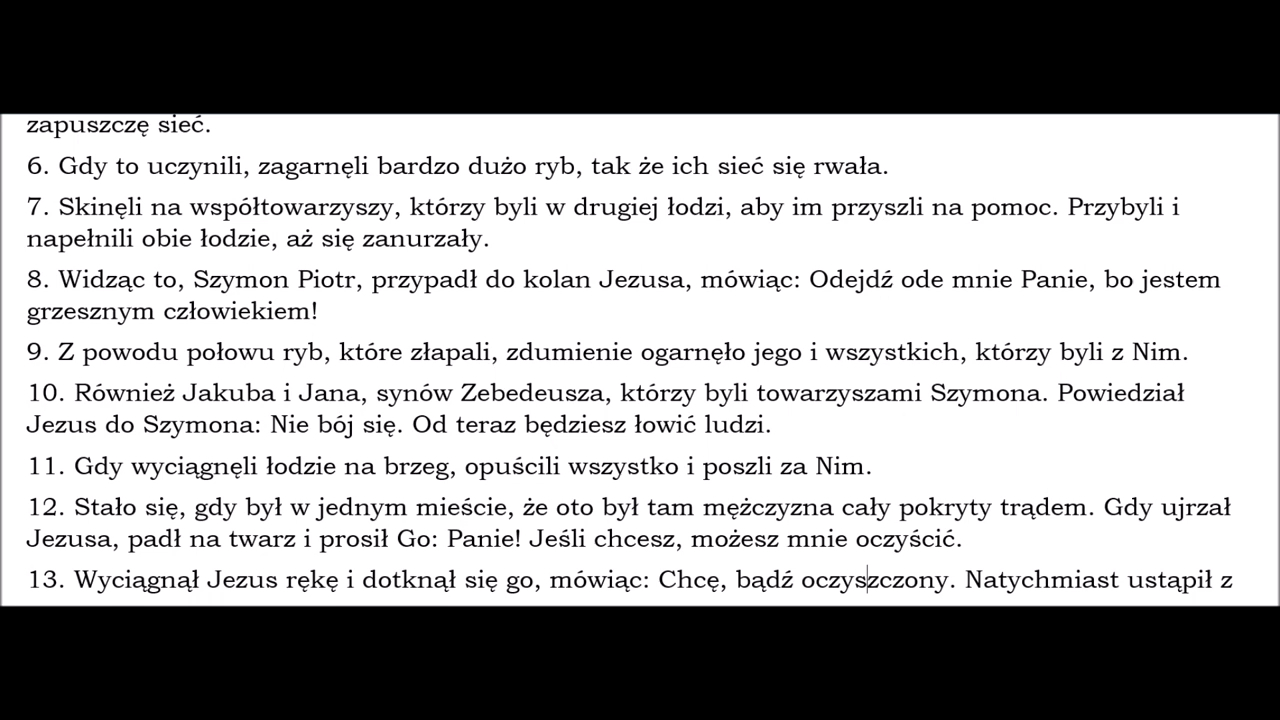 zapuszczę sieć.
6. Gdy to uczynili, zagarnęli bardzo dużo ryb, tak że ich sieć się rwała.
7. Skinęli na współtowarzyszy, którzy byli w drugiej łodzi, aby im przyszli na pomoc. Przybyli i
napełnili obie łodzie, aż się zanurzały.
8. Widząc to, Szymon Piotr, przypadł do kolan Jezusa, mówiąc: Odejdź ode mnie Panie, bo jestem
grzesznym człowiekiem!
9. Z powodu połowu ryb, które złapali, zdumienie ogarnęło jego i wszystkich, którzy byli z Nim.
10. Również Jakuba i Jana, synów Zebedeusza, którzy byli towarzyszami Szymona. Powiedział
Jezus do Szymona: Nie bój się. Od teraz będziesz łowić ludzi.
11. Gdy wyciągnęli łodzie na brzeg, opuścili wszystko i poszli za Nim.
12. Stało się, gdy był w jednym mieście, że oto był tam mężczyzna cały pokryty trądem. Gdy ujrzał
Jezusa, padł na twarz i prosił Go: Panie! Jeśli chcesz, możesz mnie oczyścić.
13. Wyciągnął Jezus rękę i dotknął się go, mówiąc: Chcę, bądź oczyszczony. Natychmiast ustąpił z